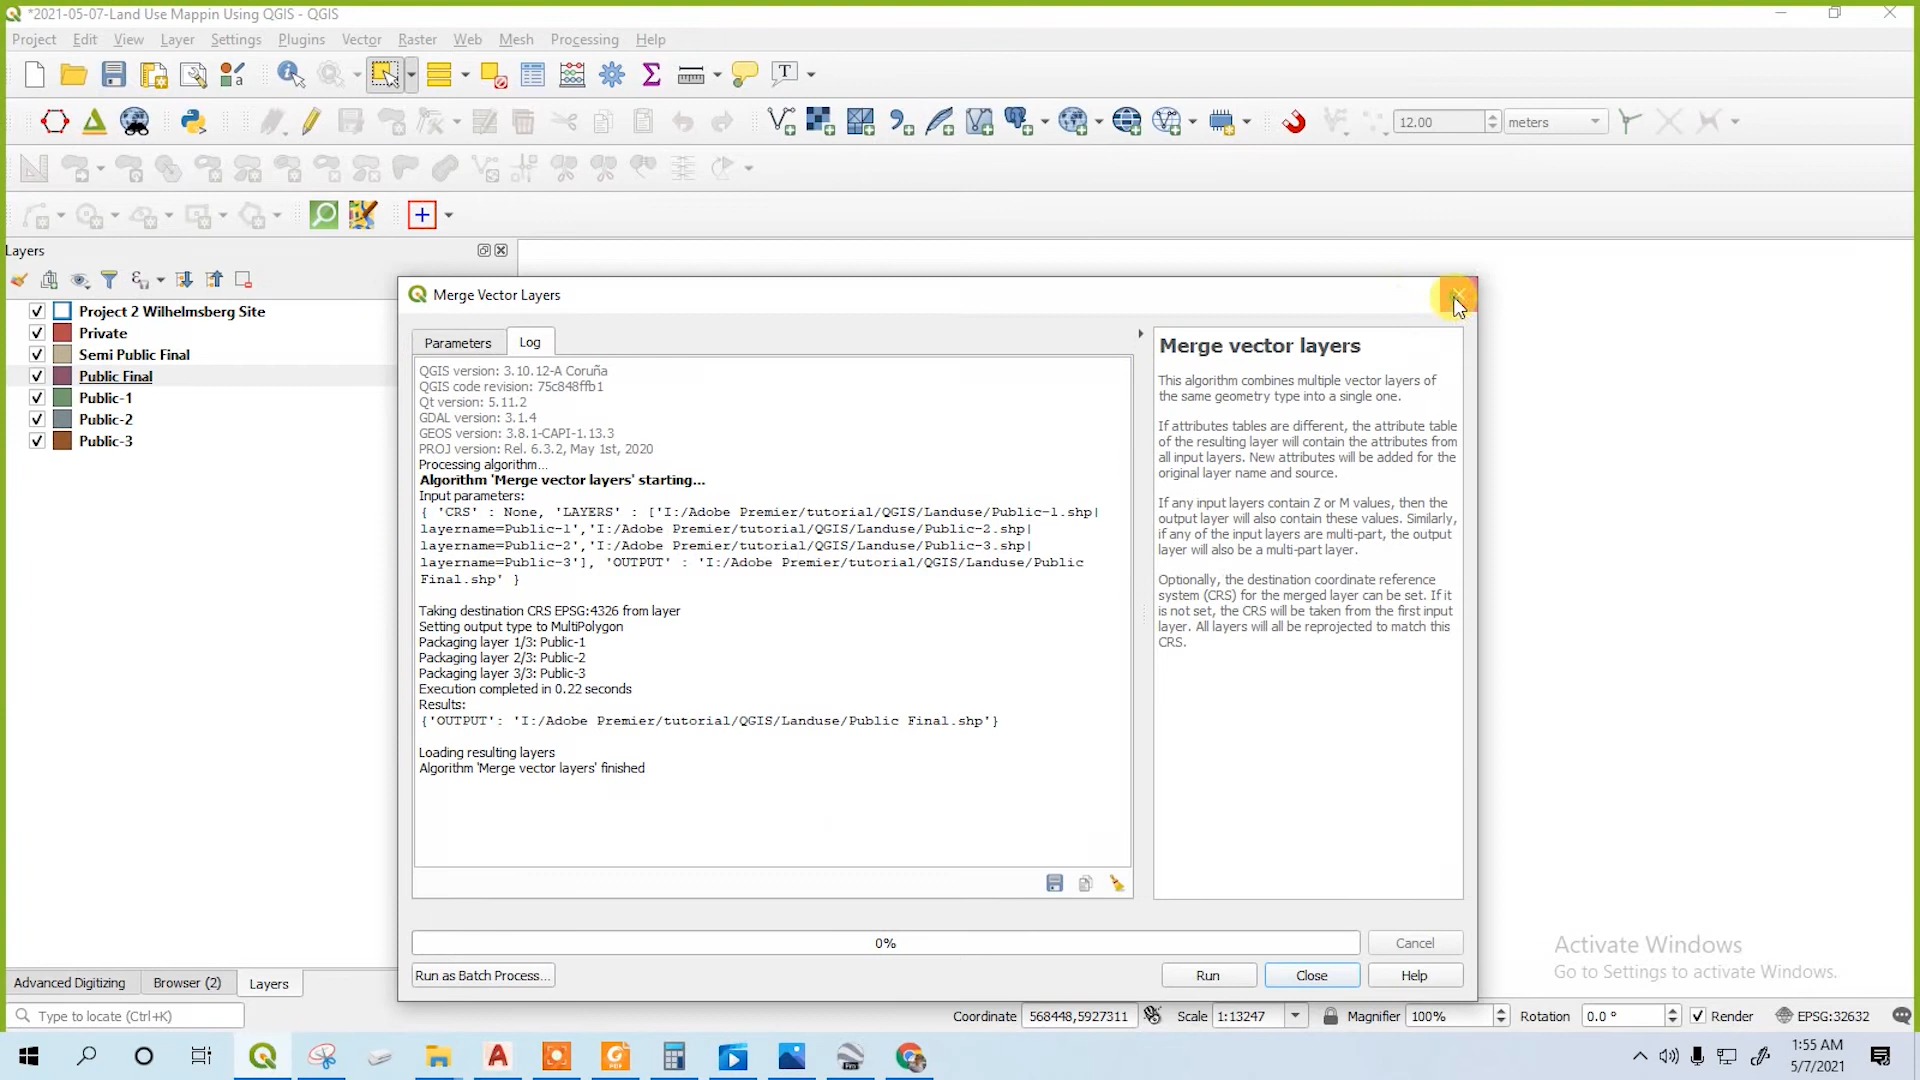 *2021-05-07-Land Use Mappin Using QGIS - QGIS
Project Edit View Layer Settings Plugins Vector Raster Web Mesh Processing Help
12.00 meters
Layers
Project 2 Wilhelmsberg Site
Private
Semi Public Final
Public Final
Public-1
Public-2
Public-3
Merge Vector Layers
Parameters Log
QGIS version: 3.10.12-A Coruña
QGIS code revision: 75c848ffb1
Qt version: 5.11.2
GDAL version: 3.1.4
GEOS version: 3.8.1-CAPI-1.13.3
PROJ version: Rel. 6.3.2, May 1st, 2020
Processing algorithm...
Algorithm 'Merge vector layers' starting...
Input parameters:
{ 'CRS' : None, 'LAYERS' : ['I:/Adobe Premier/tutorial/QGIS/Landuse/Public-1.shp|
layername=Public-1','I:/Adobe Premier/tutorial/QGIS/Landuse/Public-2.shp|
layername=Public-2','I:/Adobe Premier/tutorial/QGIS/Landuse/Public-3.shp|
layername=Public-3'], 'OUTPUT' : 'I:/Adobe Premier/tutorial/QGIS/Landuse/Public
Final.shp' }
Taking destination CRS EPSG:4326 from layer
Setting output type to MultiPolygon
Packaging layer 1/3: Public-1
Packaging layer 2/3: Public-2
Packaging layer 3/3: Public-3
Execution completed in 0.22 seconds
Results:
{'OUTPUT': 'I:/Adobe Premier/tutorial/QGIS/Landuse/Public Final.shp'}
Loading resulting layers
Algorithm 'Merge vector layers' finished
Merge vector layers
This algorithm combines multiple vector layers of
the same geometry type into a single one.
If attributes tables are different, the attribute table
of the resulting layer will contain the attributes from
all input layers. New attributes will be added for the
original layer name and source.
If any input layers contain Z or M values, then the
output layer will also contain these values. Similarly,
if any of the input layers are multi-part, the output
layer will also be a multi-part layer.
Optionally, the destination coordinate reference
system (CRS) for the merged layer can be set. If it
is not set, the CRS will be taken from the first input
layer. All layers will all be reprojected to match this
CRS.
0% Cancel
Run as Batch Process... Run Close Help
Activate Windows
Go to Settings to activate Windows.
Advanced Digitizing Browser (2) Layers
Type to locate (Ctrl+K) Coordinate 568448,5927311 Scale 1:13247 Magnifier 100% Rotation 0.0 ° Render EPSG:32632
1:55 AM
5/7/2021